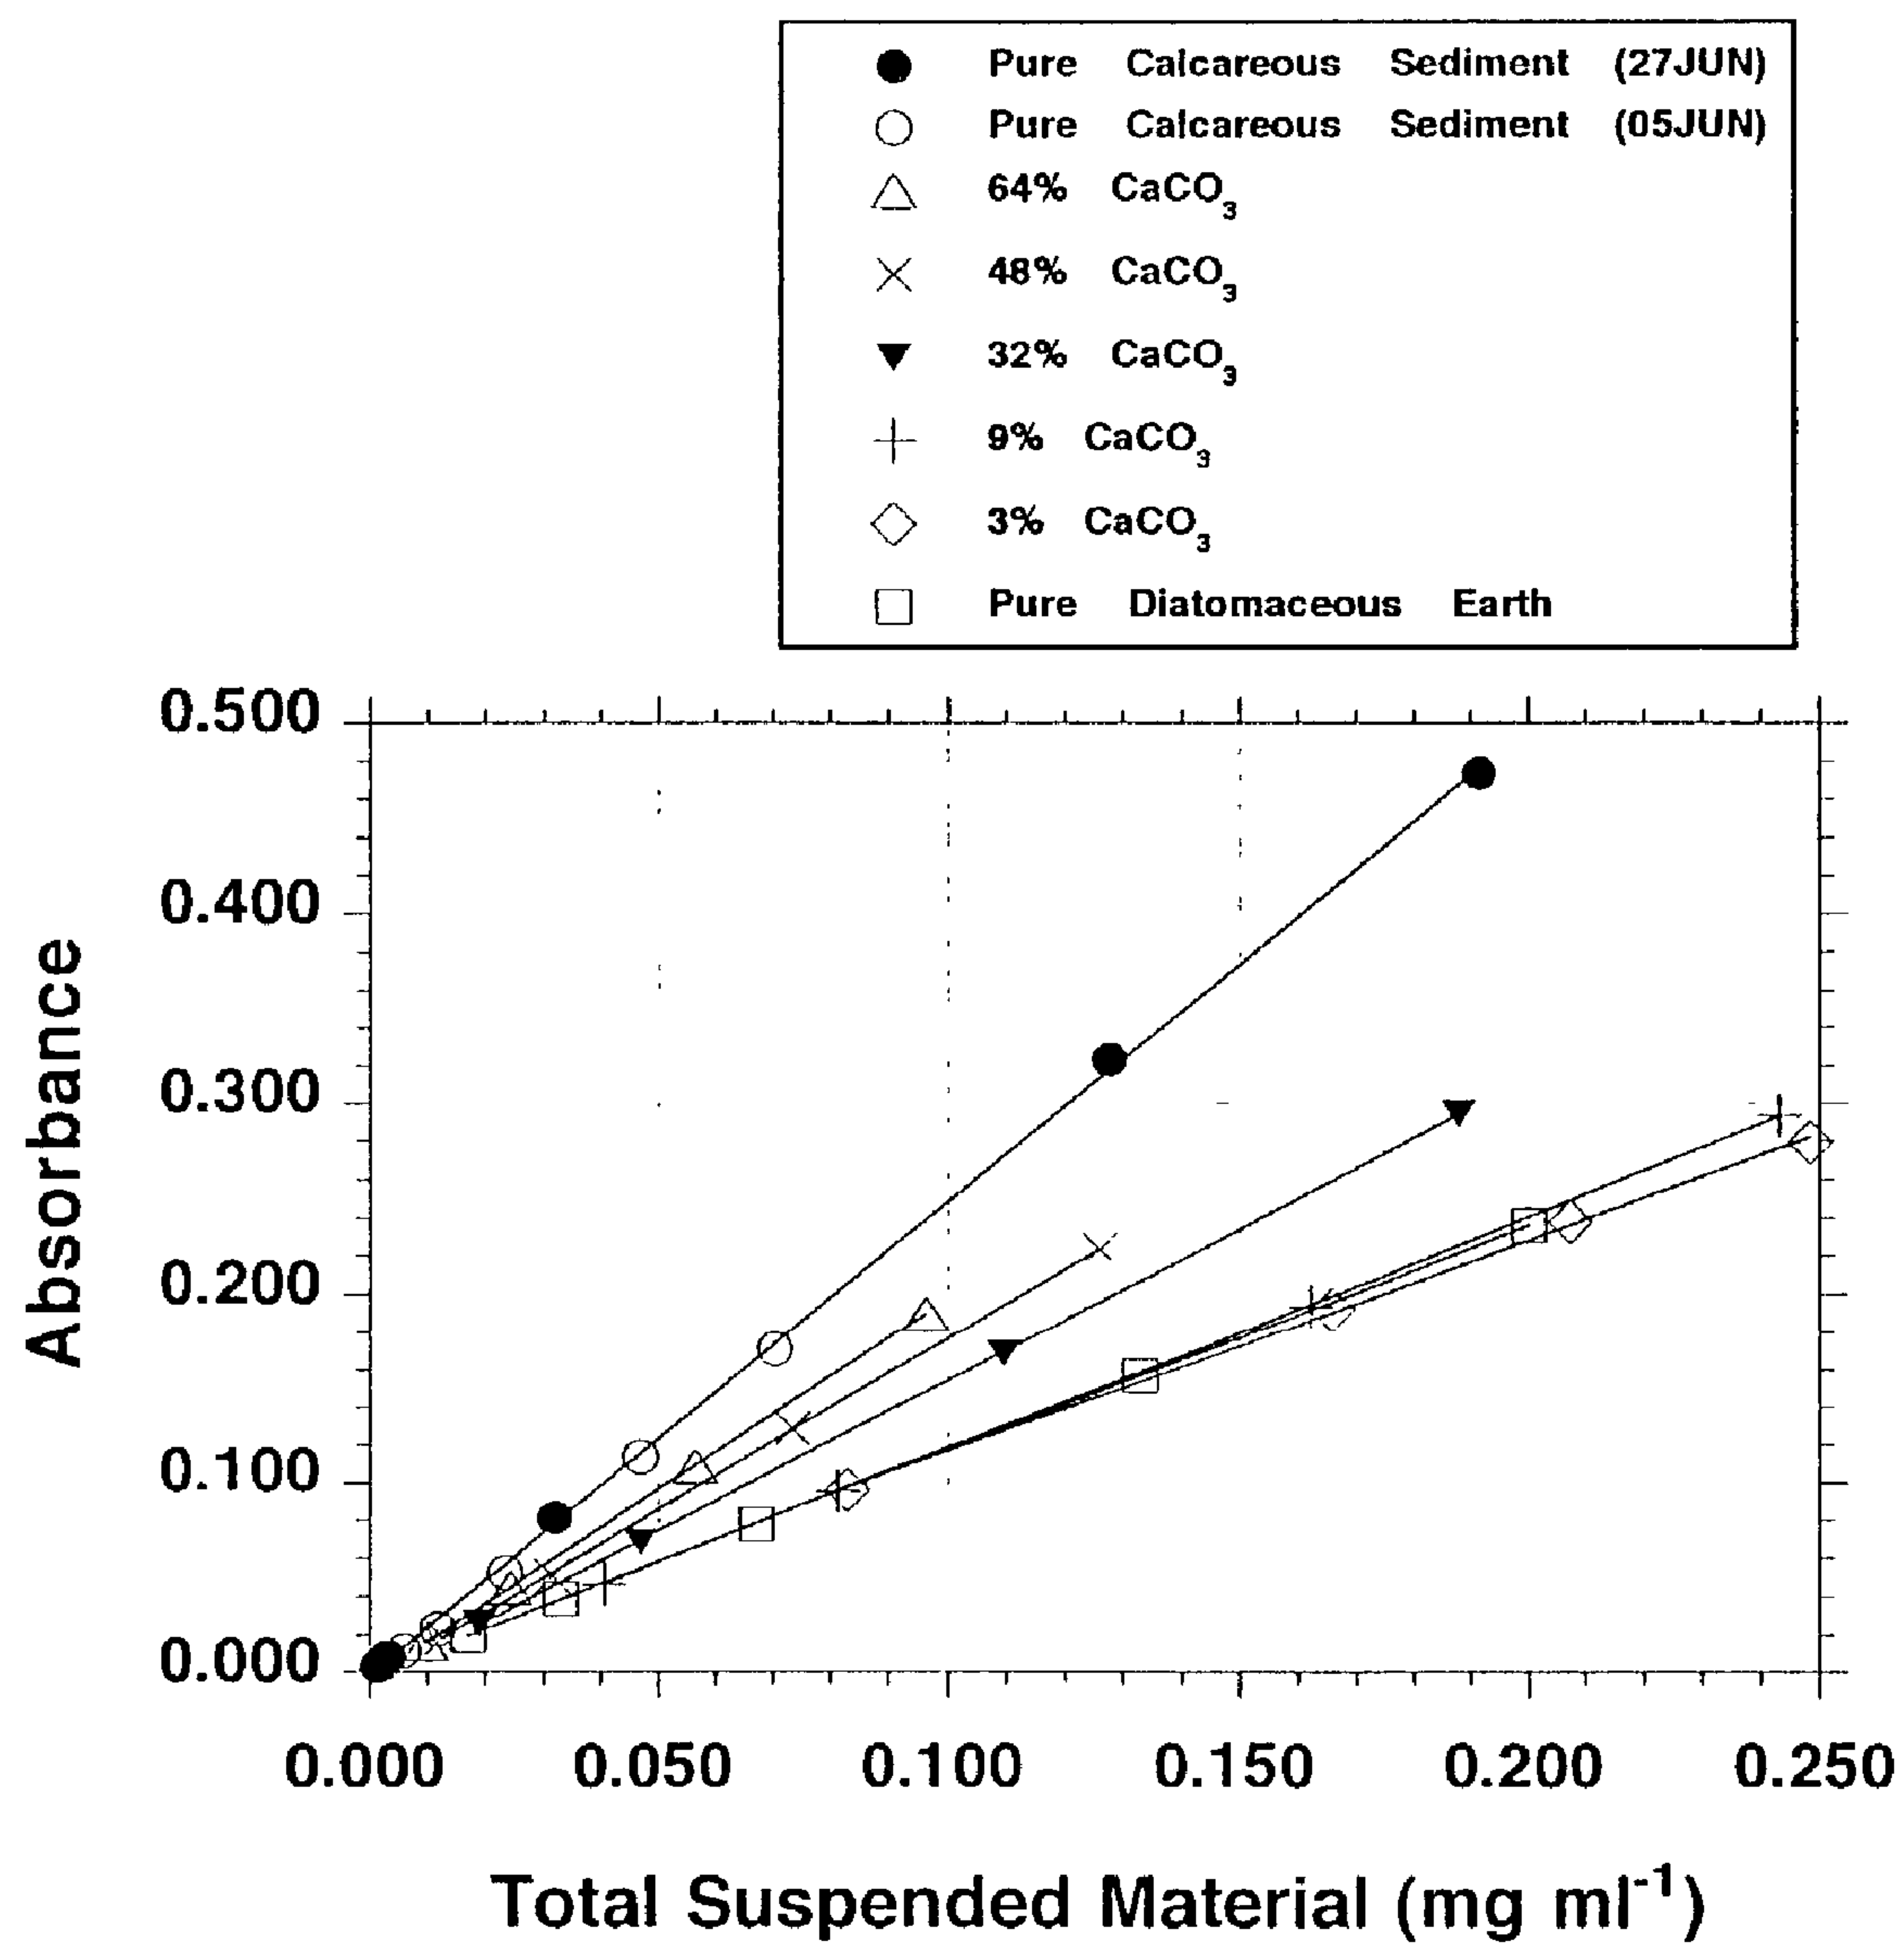 Pure Calcareous Sediment (27JUN)
Pure Calcareous Sediment (05JUN)
64% CaCO3
48% CaCO3
32% CaCO3
9% CaCO3
3% CaCO3
Pure Diatomaceous Earth
0.500
0.400
0.300
0.200
0.100
0.000
Absorbance
0.000 0.050 0.100 0.150 0.200 0.250
Total Suspended Material (mg ml-1)